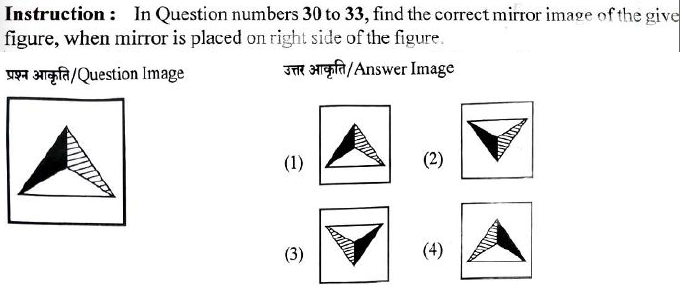 Instruction : In Question numbers 30 to 33, find the correct mirror image of the give
figure, when mirror is placed on right side of the figure.
प्रश्न आकृति/Question Image
उत्तर आकृति/Answer Image
(1)
(2)
(3)
(4)